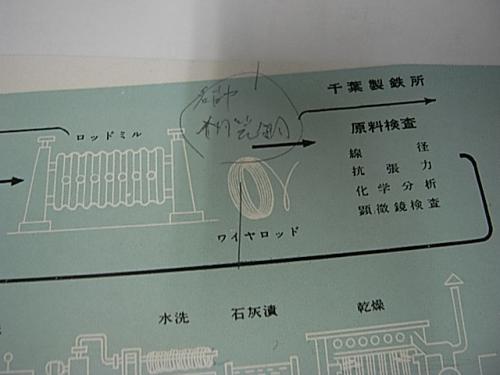 千葉製鉄所
ロッドミル
原料検査
線径
抗張力
化学分析
顕微鏡検査
ワイヤロッド
水洗
石灰漬
乾燥